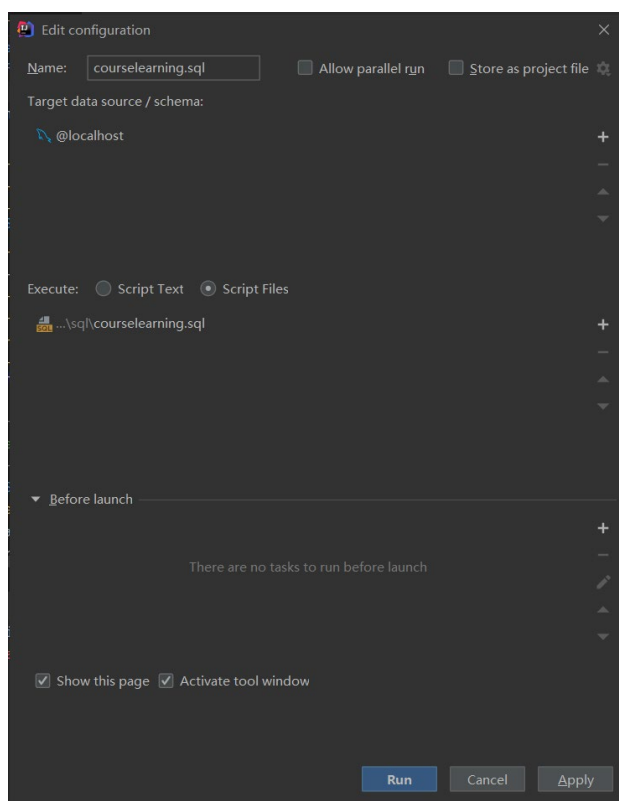 Edit configuration
Name: courselearning.sql Allow parallel run Store as project file
Target data source / schema:
@localhost
Execute: Script Text Script Files
SQL ...\sql\courselearning.sql
Before launch
There are no tasks to run before launch
Show this page Activate tool window
Run Cancel Apply